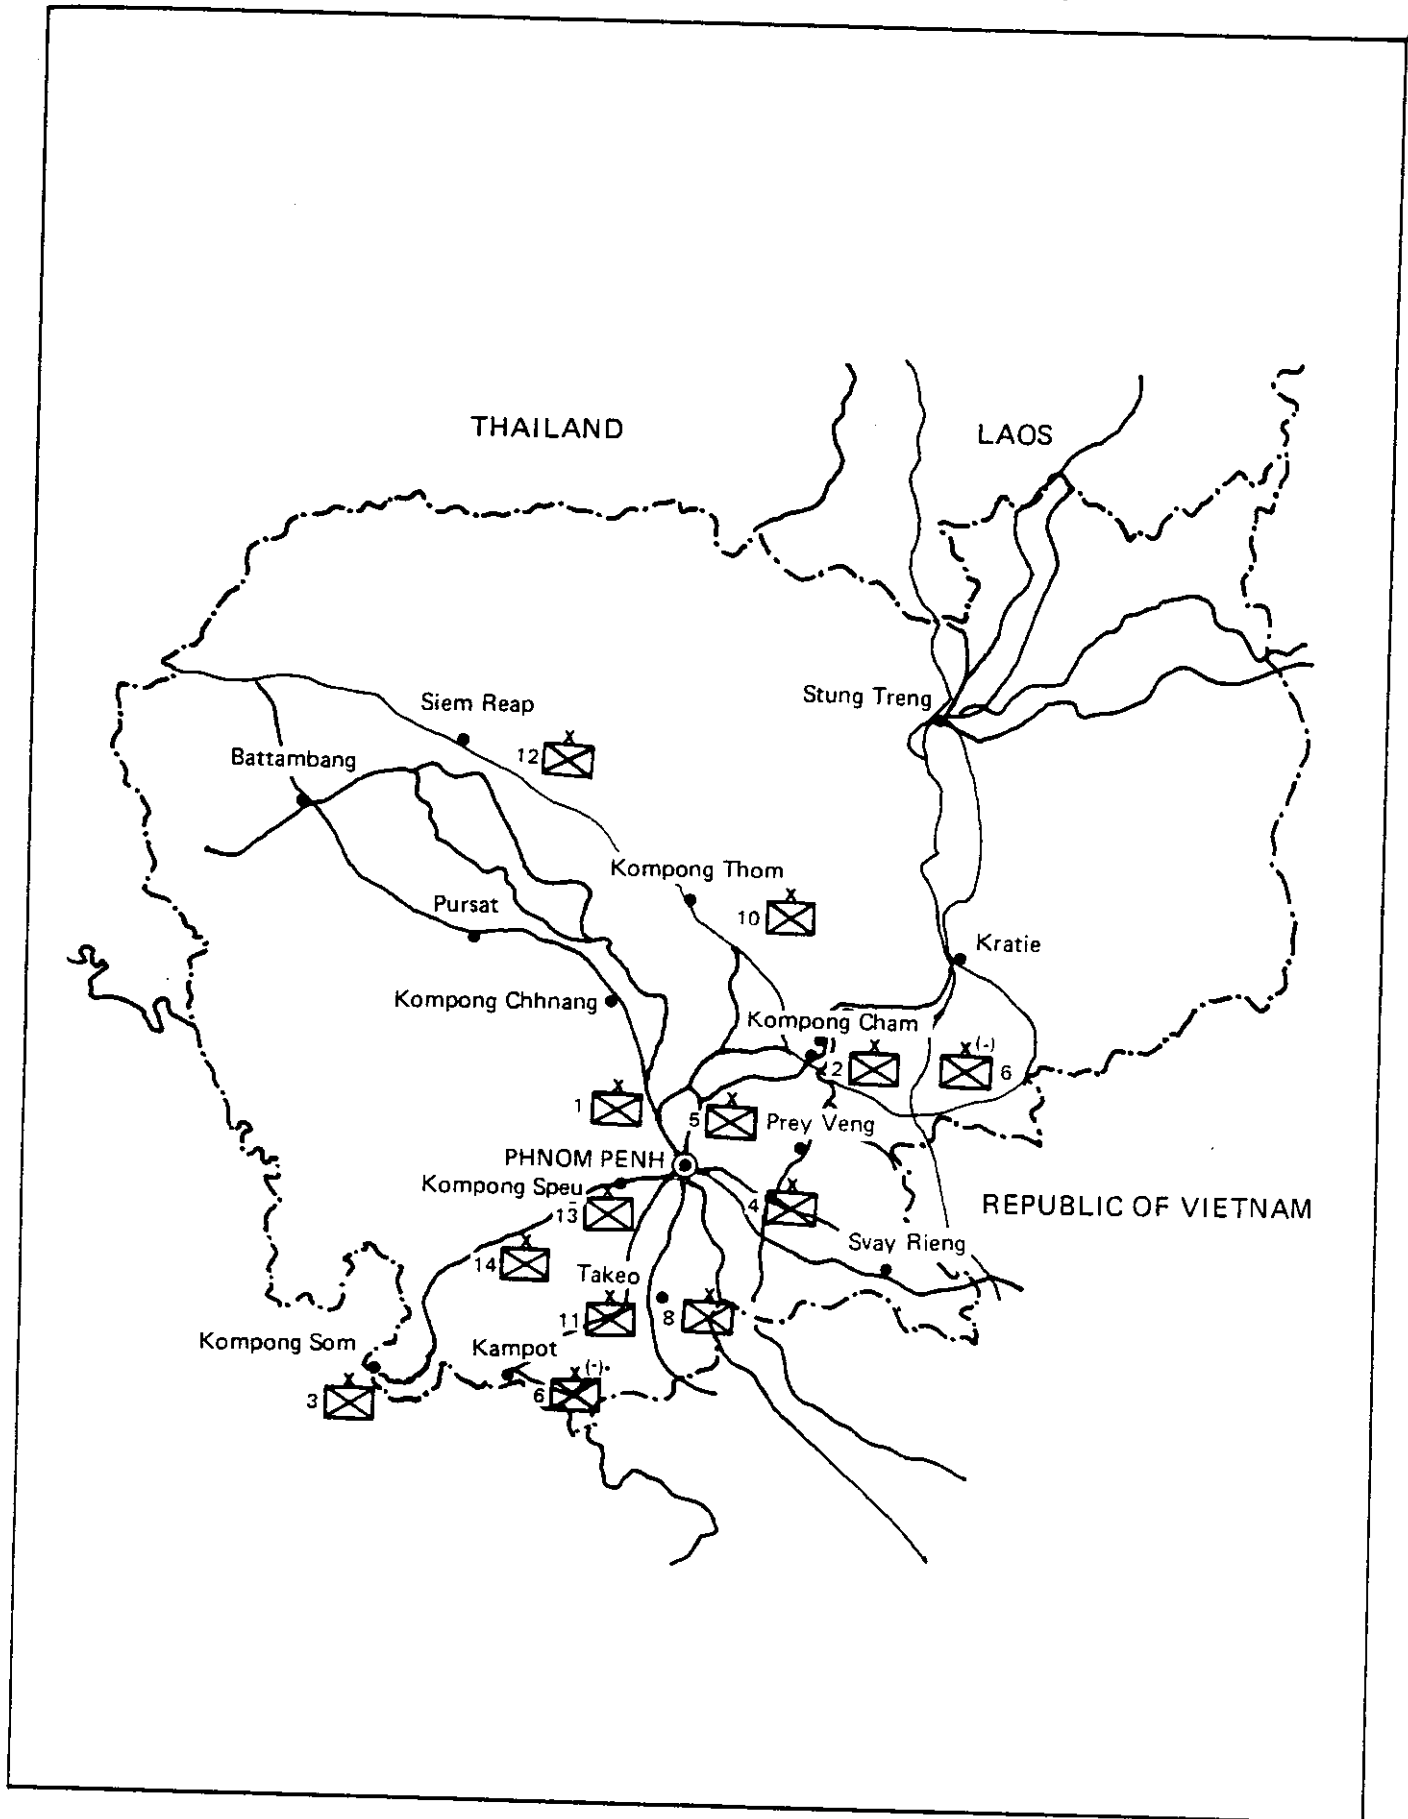 THAILAND
LAOS
Siem Reap
Stung Treng
12
X
Battambang
Kompong Thom
X
10
Pursat
Kratie
Kompong Chhnang
Kompong Cham
X
2
X (-)
6
X
1
X
5
Prey Veng
PHNOM PENH
Kompong Speu
X
13
X
4
REPUBLIC OF VIETNAM
Svay Rieng
X
14
Takeo
X
11
X
8
Kompong Som
Kampot
X
3
X (-)
6